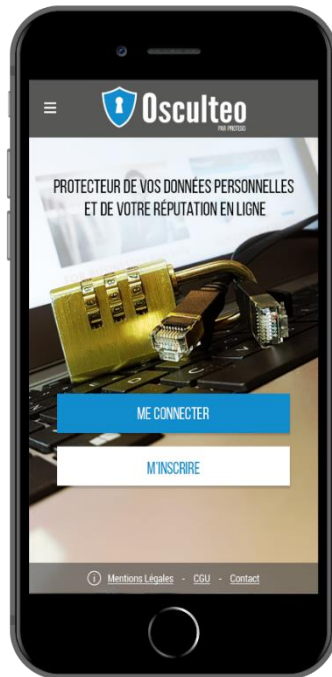 Osculteo
PAR PROTEGO
PROTECTEUR DE VOS DONNÉES PERSONNELLES
ET DE VOTRE RÉPUTATION EN LIGNE
ME CONNECTER
M'INSCRIRE
Mentions Légales - CGU - Contact